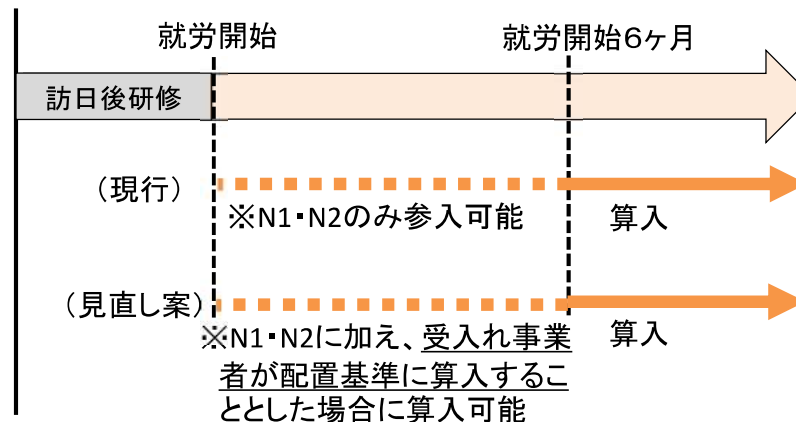 就労開始
就労開始6ヶ月
訪日後研修
（現行）
※N1・N2のみ参入可能
算入
（見直し案）
※N1・N2に加え、受入れ事業
者が配置基準に算入するこ
ととした場合に算入可能
算入